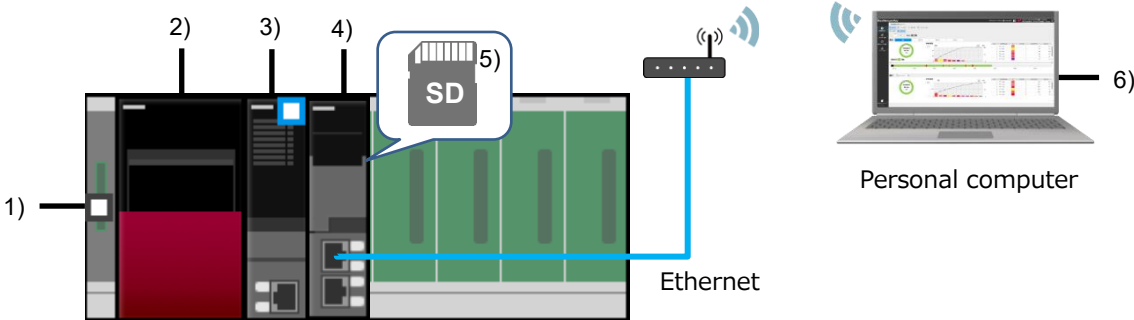 2)
3)
4)
5)
SD
6)
1)
Personal computer
Ethernet